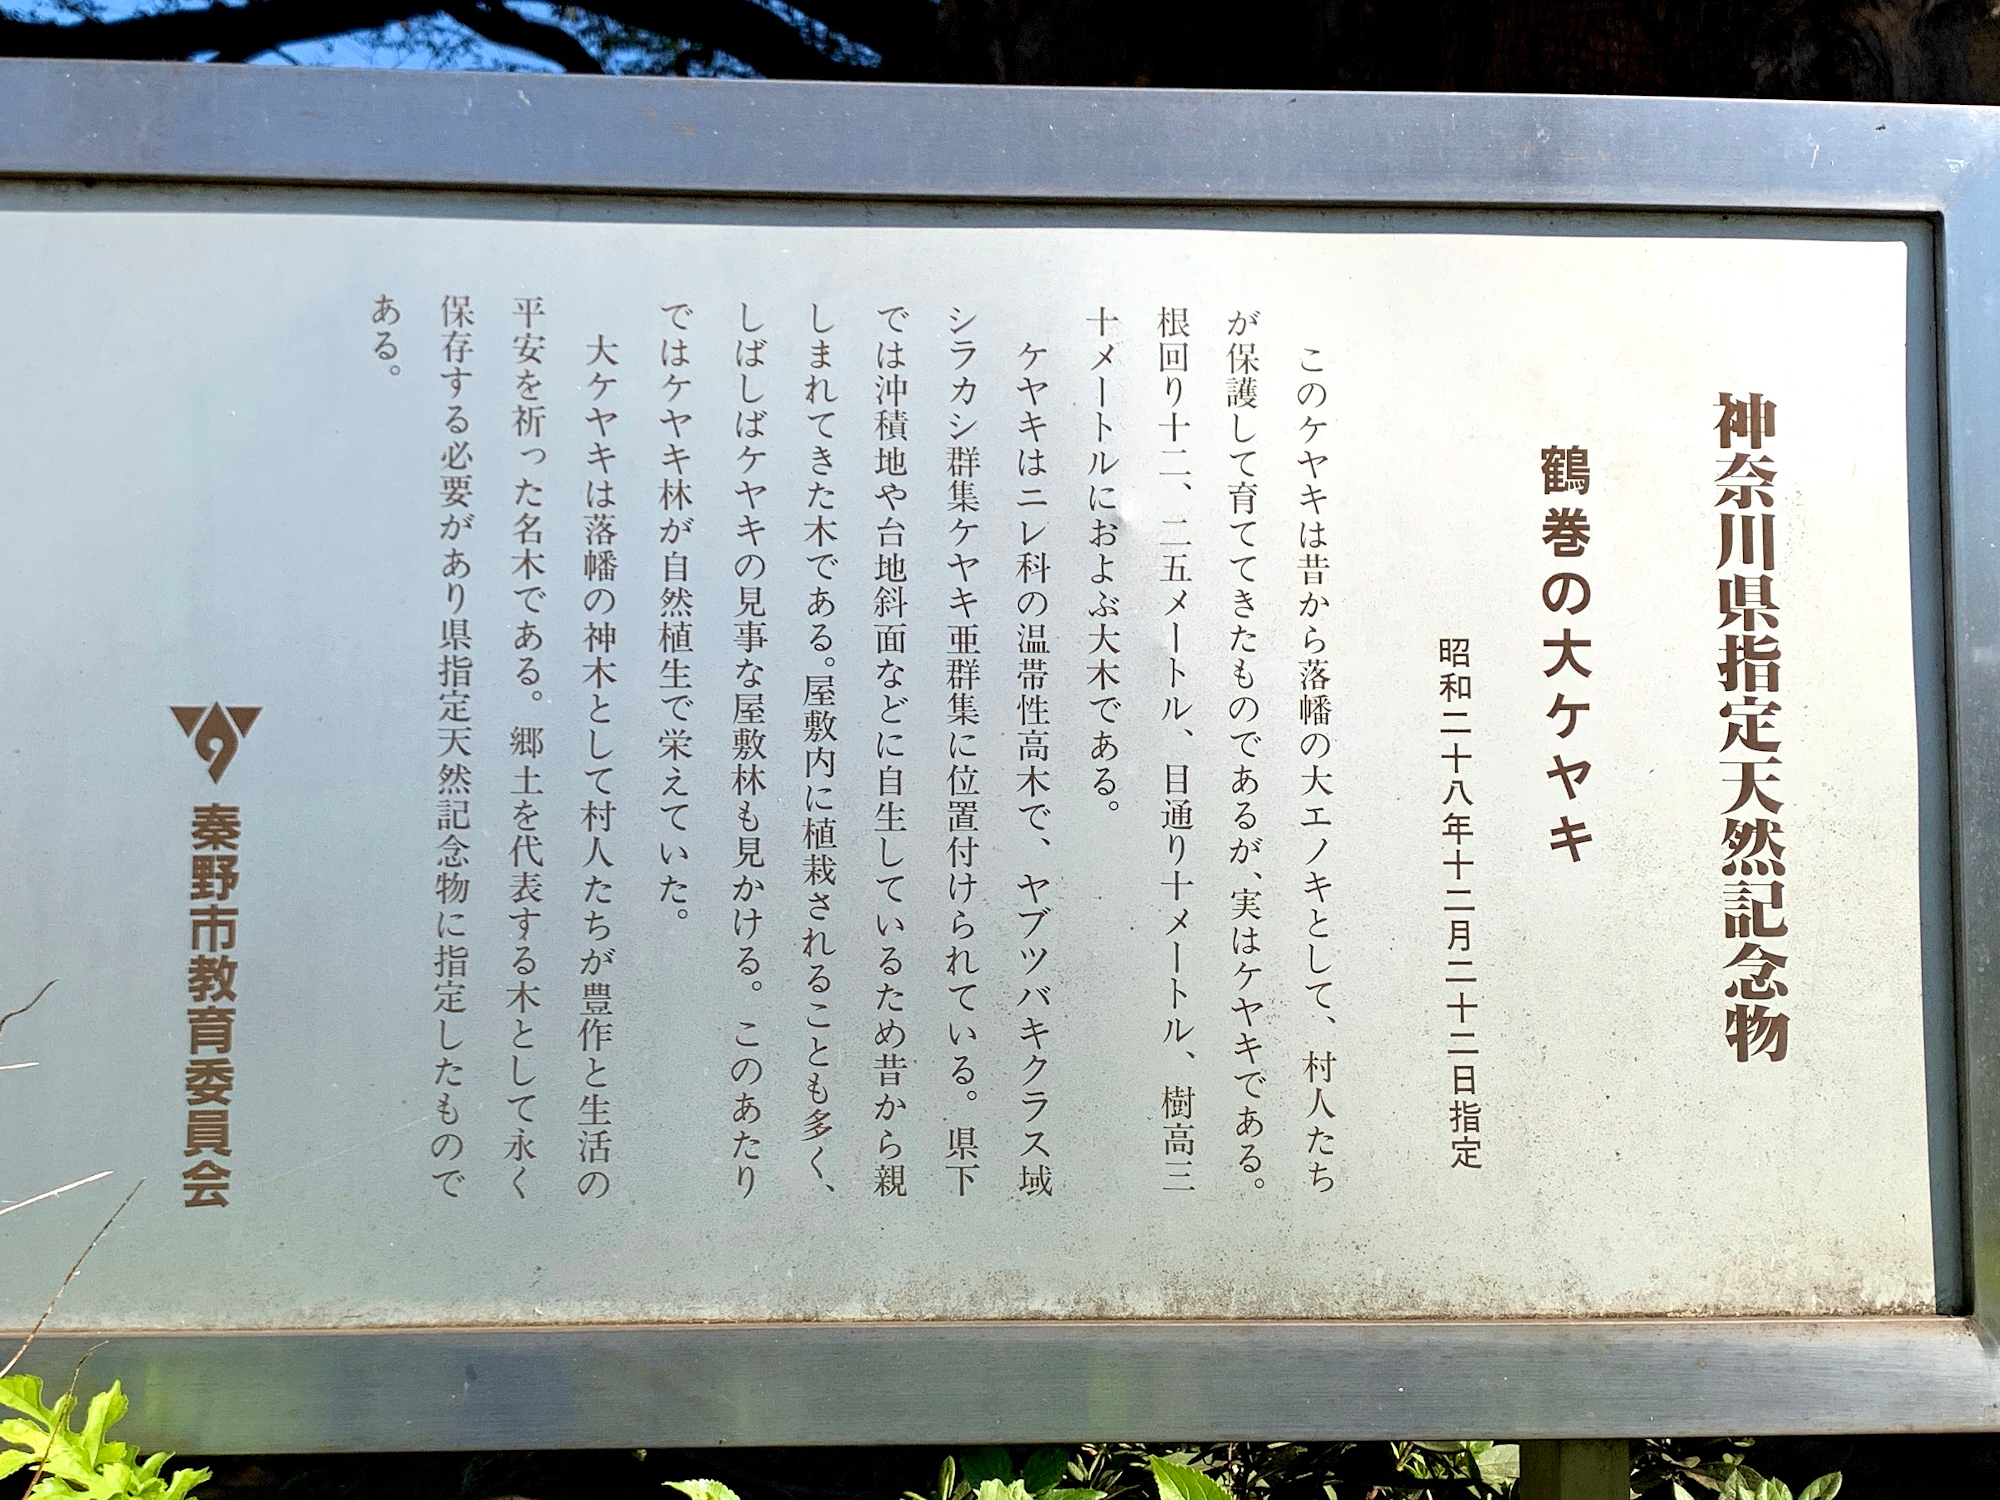 神奈川県指定天然記念物
鶴巻の大ケヤキ
昭和二十八年十二月二十二日指定
このケヤキは昔から落幡の大エノキとして、村人たち
が保護して育ててきたものであるが、実はケヤキである。
根回り十二、二五メートル、目通り十メートル、樹高三
十メートルにおよぶ大木である。
ケヤキはニレ科の温帯性高木で、ヤブツバキクラス域
シラカシ群集ケヤキ亜群集に位置付けられている。県下
では沖積地や台地斜面などに自生しているため昔から親
しまれてきた木である。屋敷内に植栽されることも多く、
しばしばケヤキの見事な屋敷林も見かける。このあたり
ではケヤキ林が自然植生で栄えていた。
大ケヤキは落幡の神木として村人たちが豊作と生活の
平安を祈った名木である。郷土を代表する木として永く
保存する必要があり県指定天然記念物に指定したもので
ある。
秦野市教育委員会